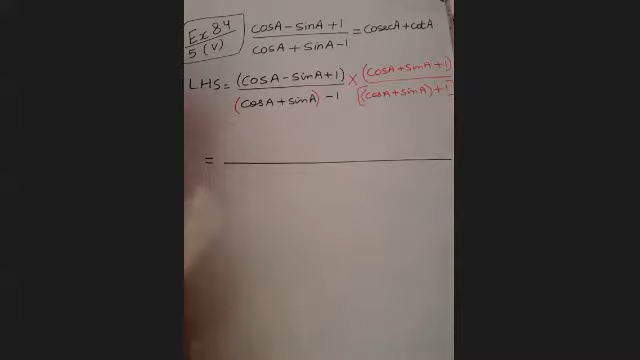 Ex 8.4 / 5 (v)
(cosA - sinA + 1) / (cosA + sinA - 1) = cosecA + cotA
LHS = (cosA - sinA + 1) / ((cosA + sinA) - 1) × (cosA + sinA + 1) / [(cosA + sinA) + 1]
=